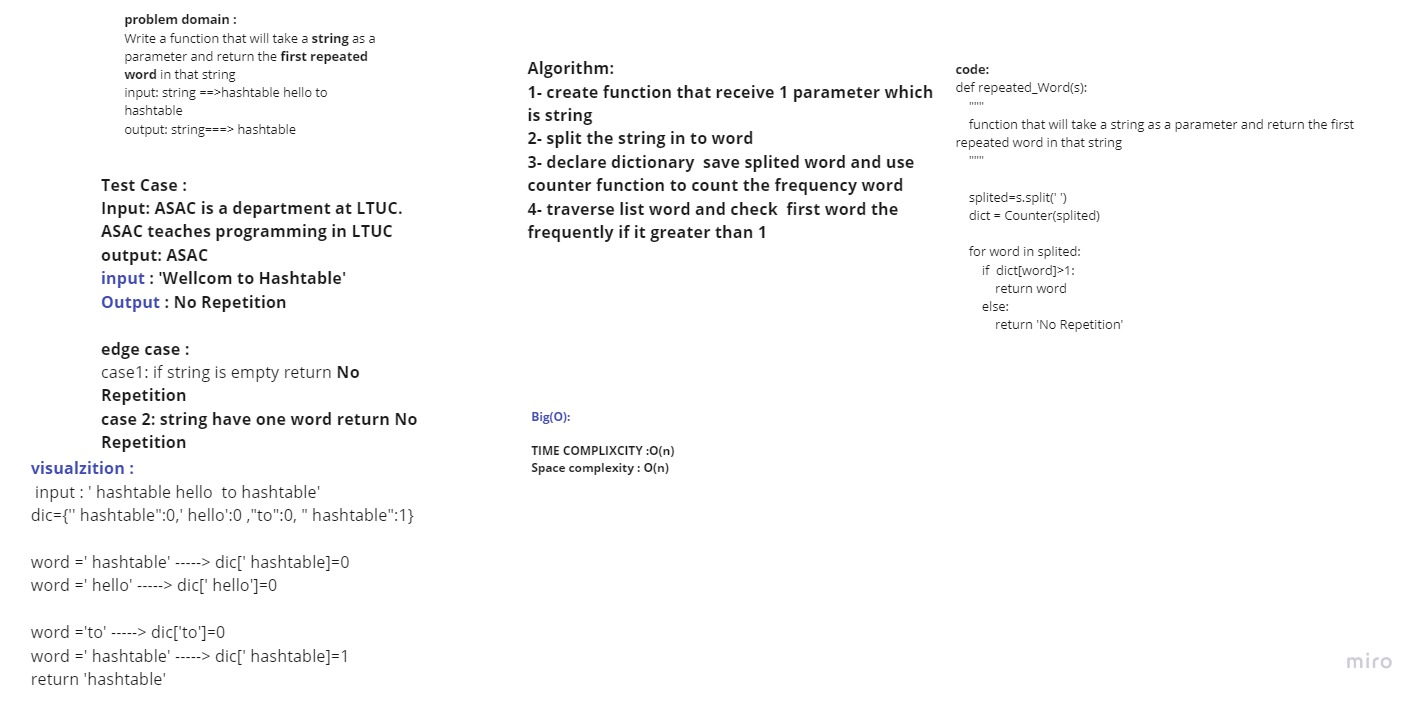 problem domain :
Write a function that will take a string as a
parameter and return the first repeated
word in that string
input: string ==>hashtable hello to
hashtable
output: string===> hashtable
Test Case :
Input: ASAC is a department at LTUC.
ASAC teaches programming in LTUC
output: ASAC
input : 'Wellcom to Hashtable'
Output : No Repetition
edge case :
case1: if string is empty return No
Repetition
case 2: string have one word return No
Repetition
visualzition :
input : ' hashtable hello  to hashtable'
dic={" hashtable":0,' hello':0 ,"to":0, " hashtable":1}
word =' hashtable' -----> dic[' hashtable]=0
word =' hello' -----> dic[' hello']=0
word ='to' -----> dic['to']=0
word =' hashtable' -----> dic[' hashtable]=1
return 'hashtable'
Algorithm:
1- create function that receive 1 parameter which
is string
2- split the string in to word
3- declare dictionary  save splited word and use
counter function to count the frequency word
4- traverse list word and check  first word the
frequently if it greater than 1
Big(O):
TIME COMPLIXCITY :O(n)
Space complexity : O(n)
code:
def repeated_Word(s):
"""
function that will take a string as a parameter and return the first
repeated word in that string
"""
splited=s.split(' ')
dict = Counter(splited)
for word in splited:
if  dict[word]>1:
return word
else:
return 'No Repetition'
miro